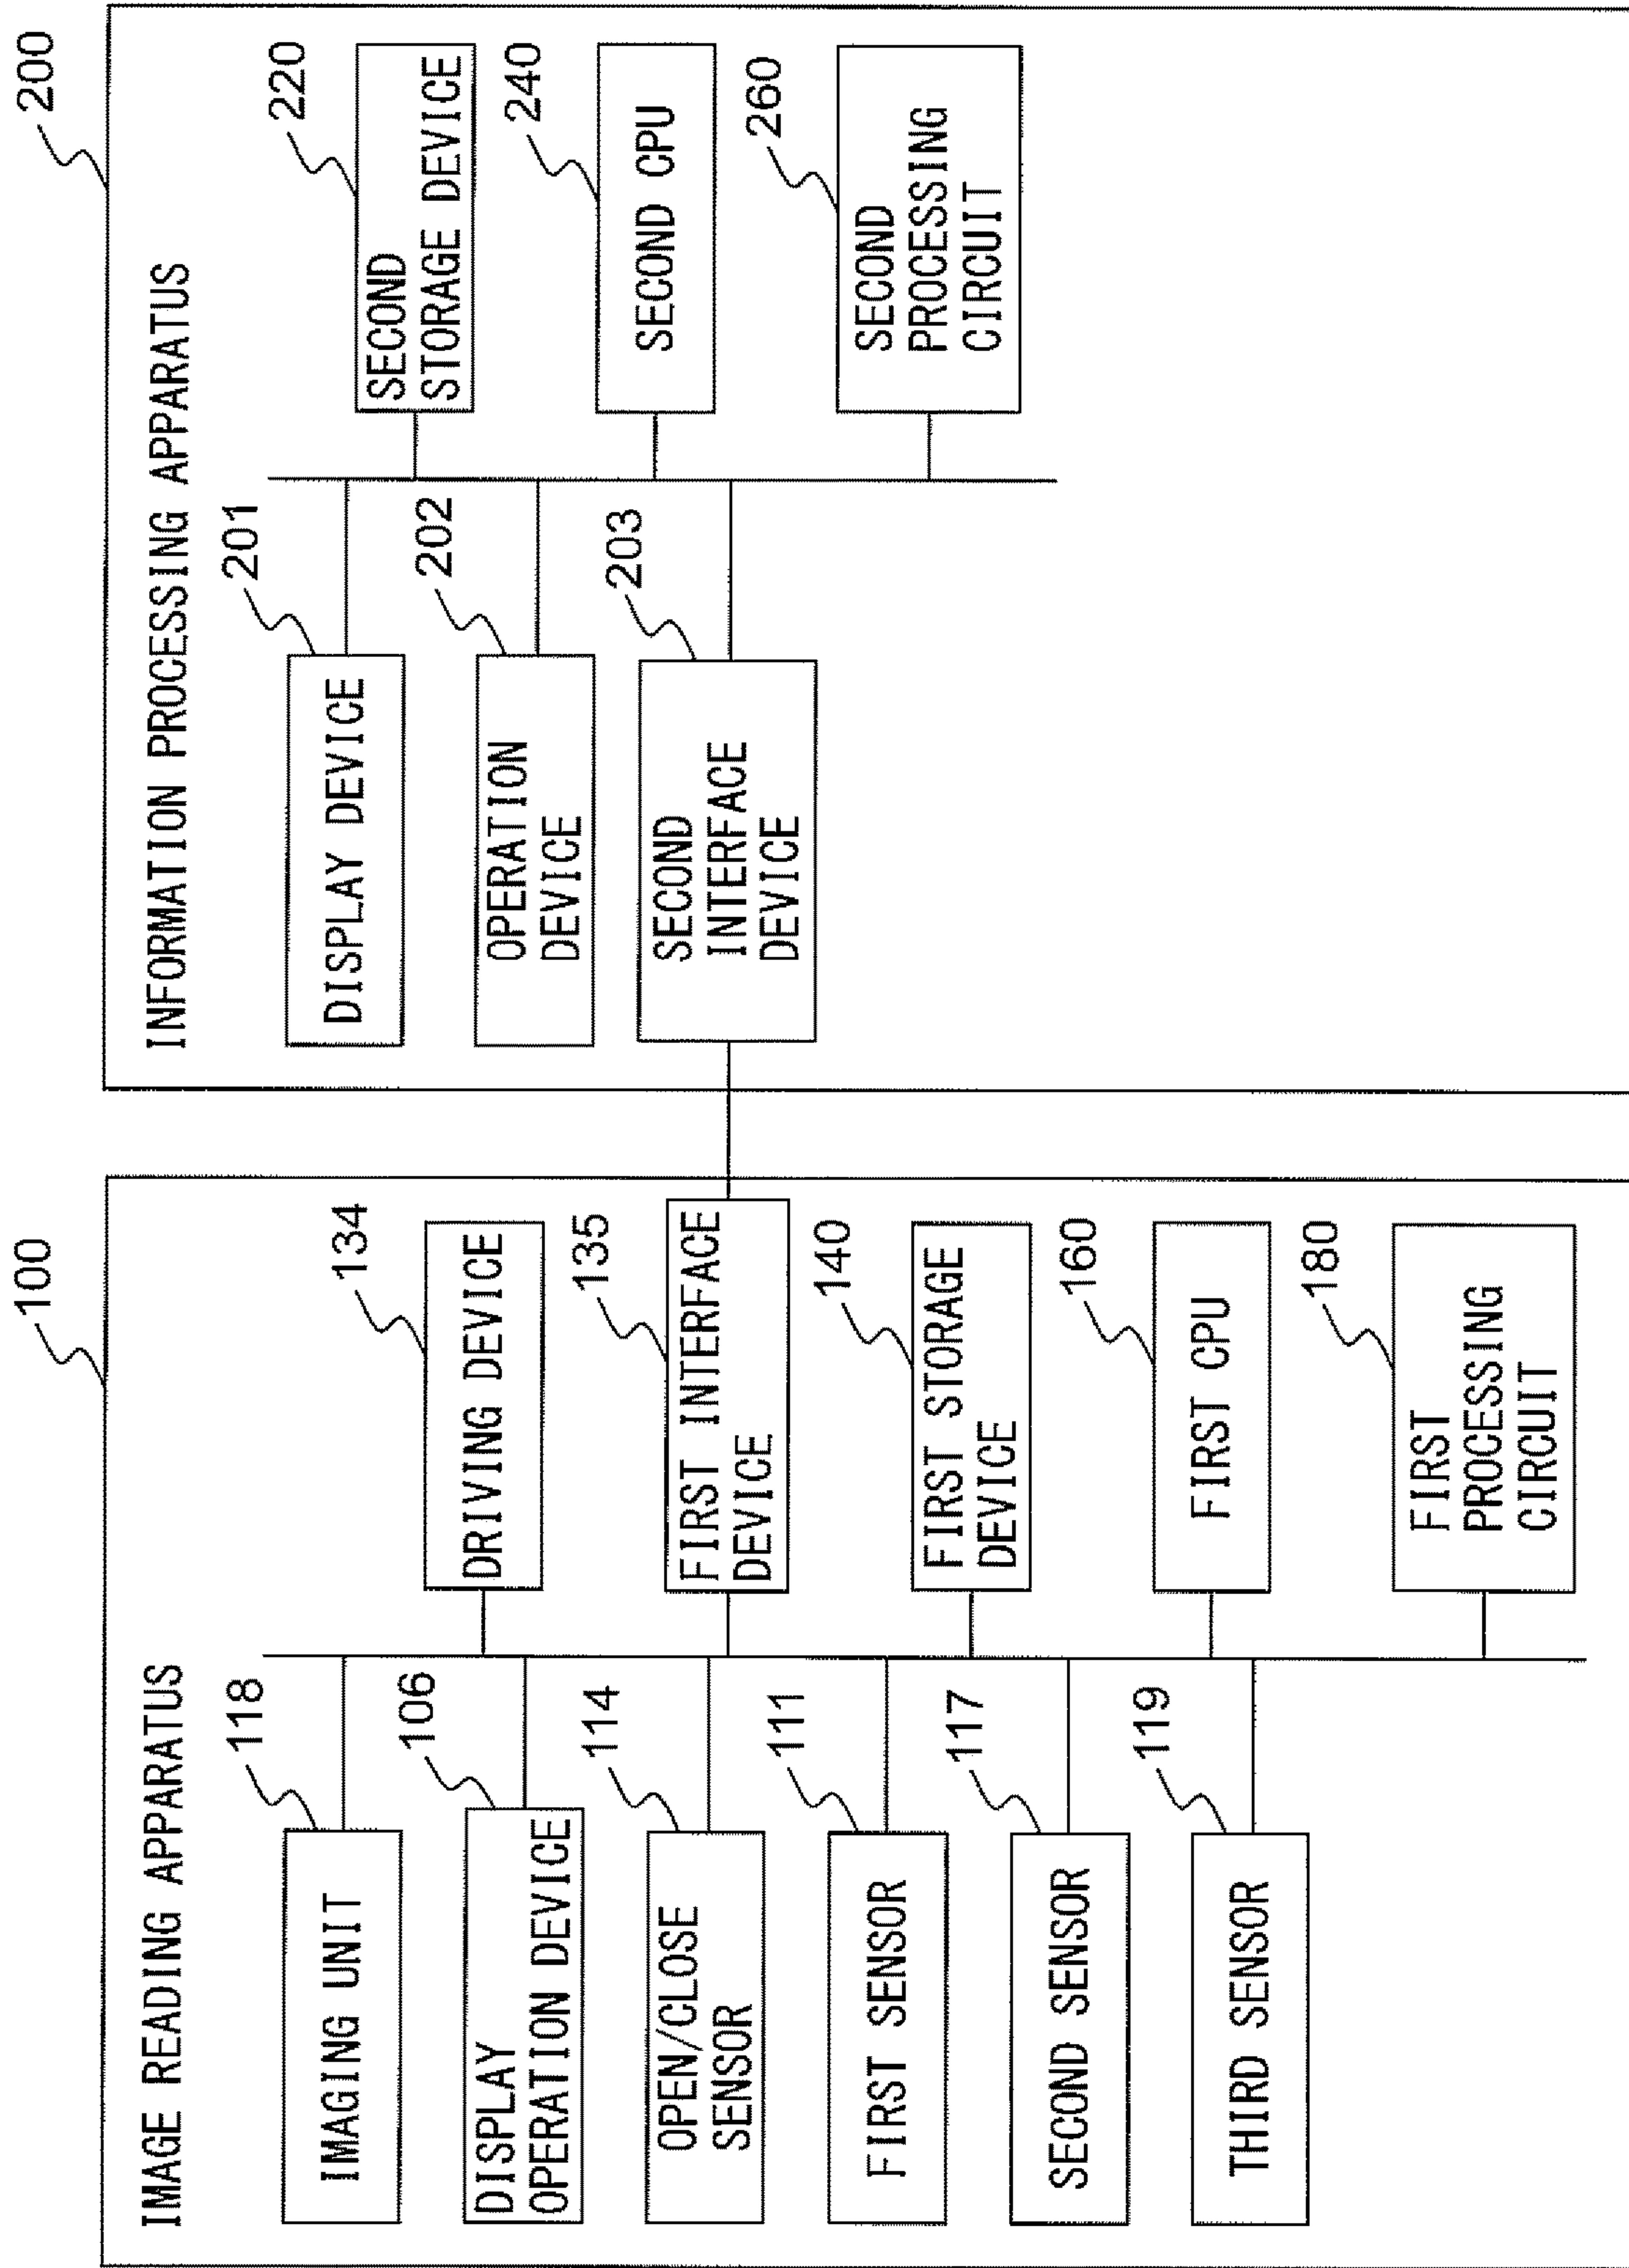 100
IMAGE READING APPARATUS
118
IMAGING UNIT
106
DISPLAY
OPERATION DEVICE
114
OPEN/CLOSE
SENSOR
111
FIRST SENSOR
117
SECOND SENSOR
119
THIRD SENSOR
134
DRIVING DEVICE
135
FIRST INTERFACE
DEVICE
140
FIRST STORAGE
DEVICE
160
FIRST CPU
180
FIRST
PROCESSING
CIRCUIT
200
INFORMATION PROCESSING APPARATUS
201
DISPLAY DEVICE
202
OPERATION
DEVICE
203
SECOND
INTERFACE
DEVICE
220
SECOND
STORAGE DEVICE
240
SECOND CPU
260
SECOND
PROCESSING
CIRCUIT